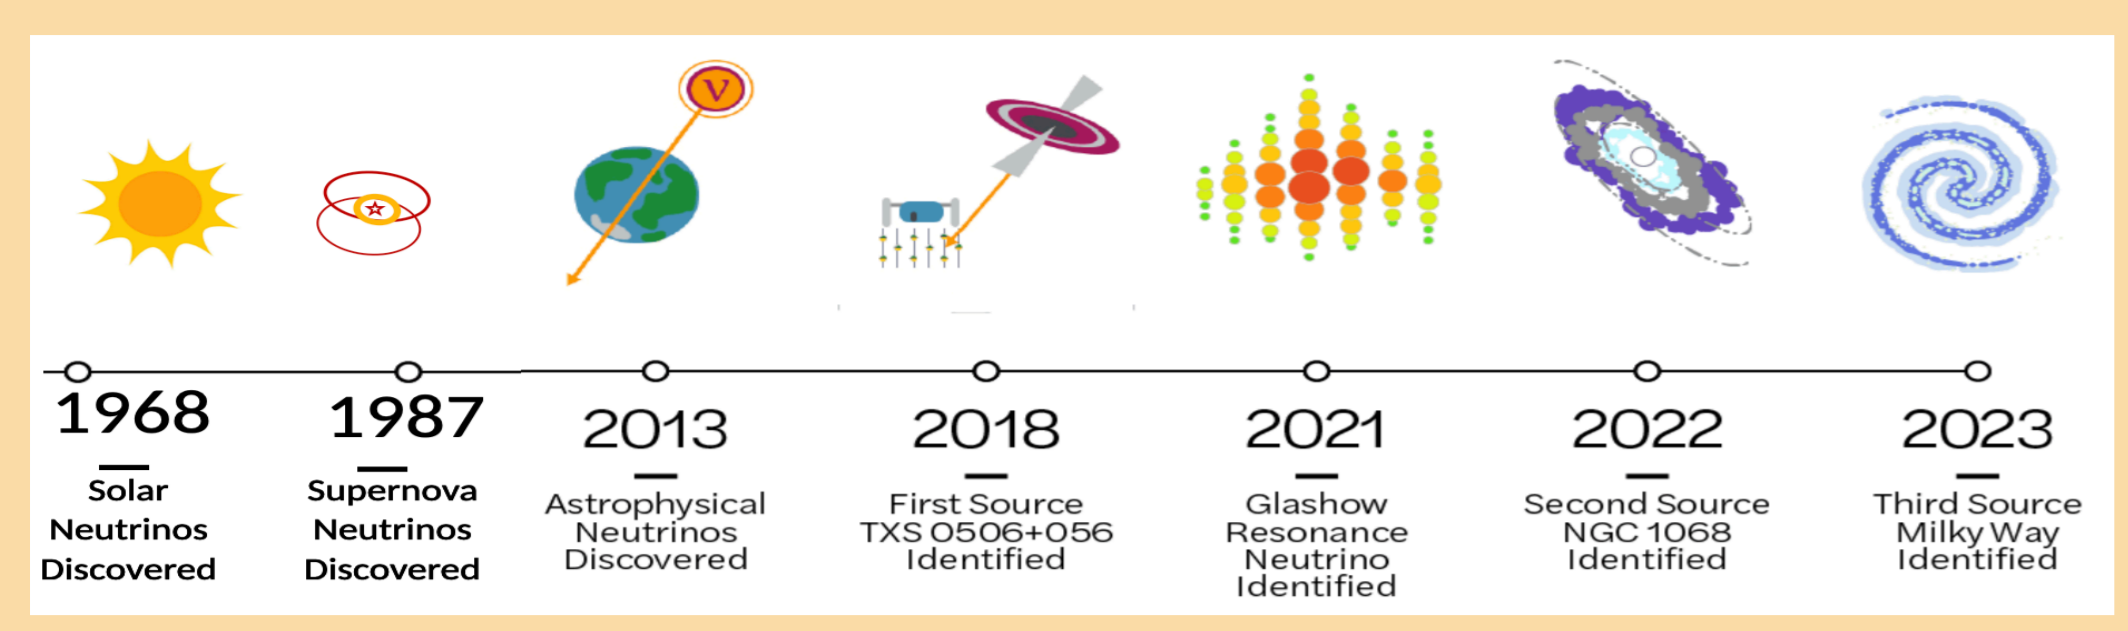 ν
1968
Solar
Neutrinos
Discovered
1987
Supernova
Neutrinos
Discovered
2013
Astrophysical
Neutrinos
Discovered
2018
First Source
TXS 0506+056
Identified
2021
Glashow
Resonance
Neutrino
Identified
2022
Second Source
NGC 1068
Identified
2023
Third Source
Milky Way
Identified